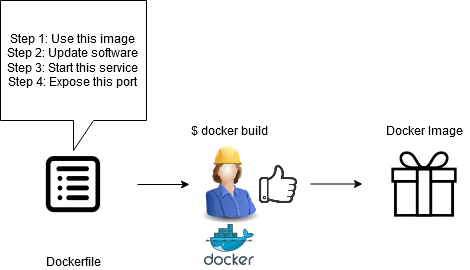 Step 1: Use this image
Step 2: Update software
Step 3: Start this service
Step 4: Expose this port
$ docker build
Docker Image
docker
Dockerfile